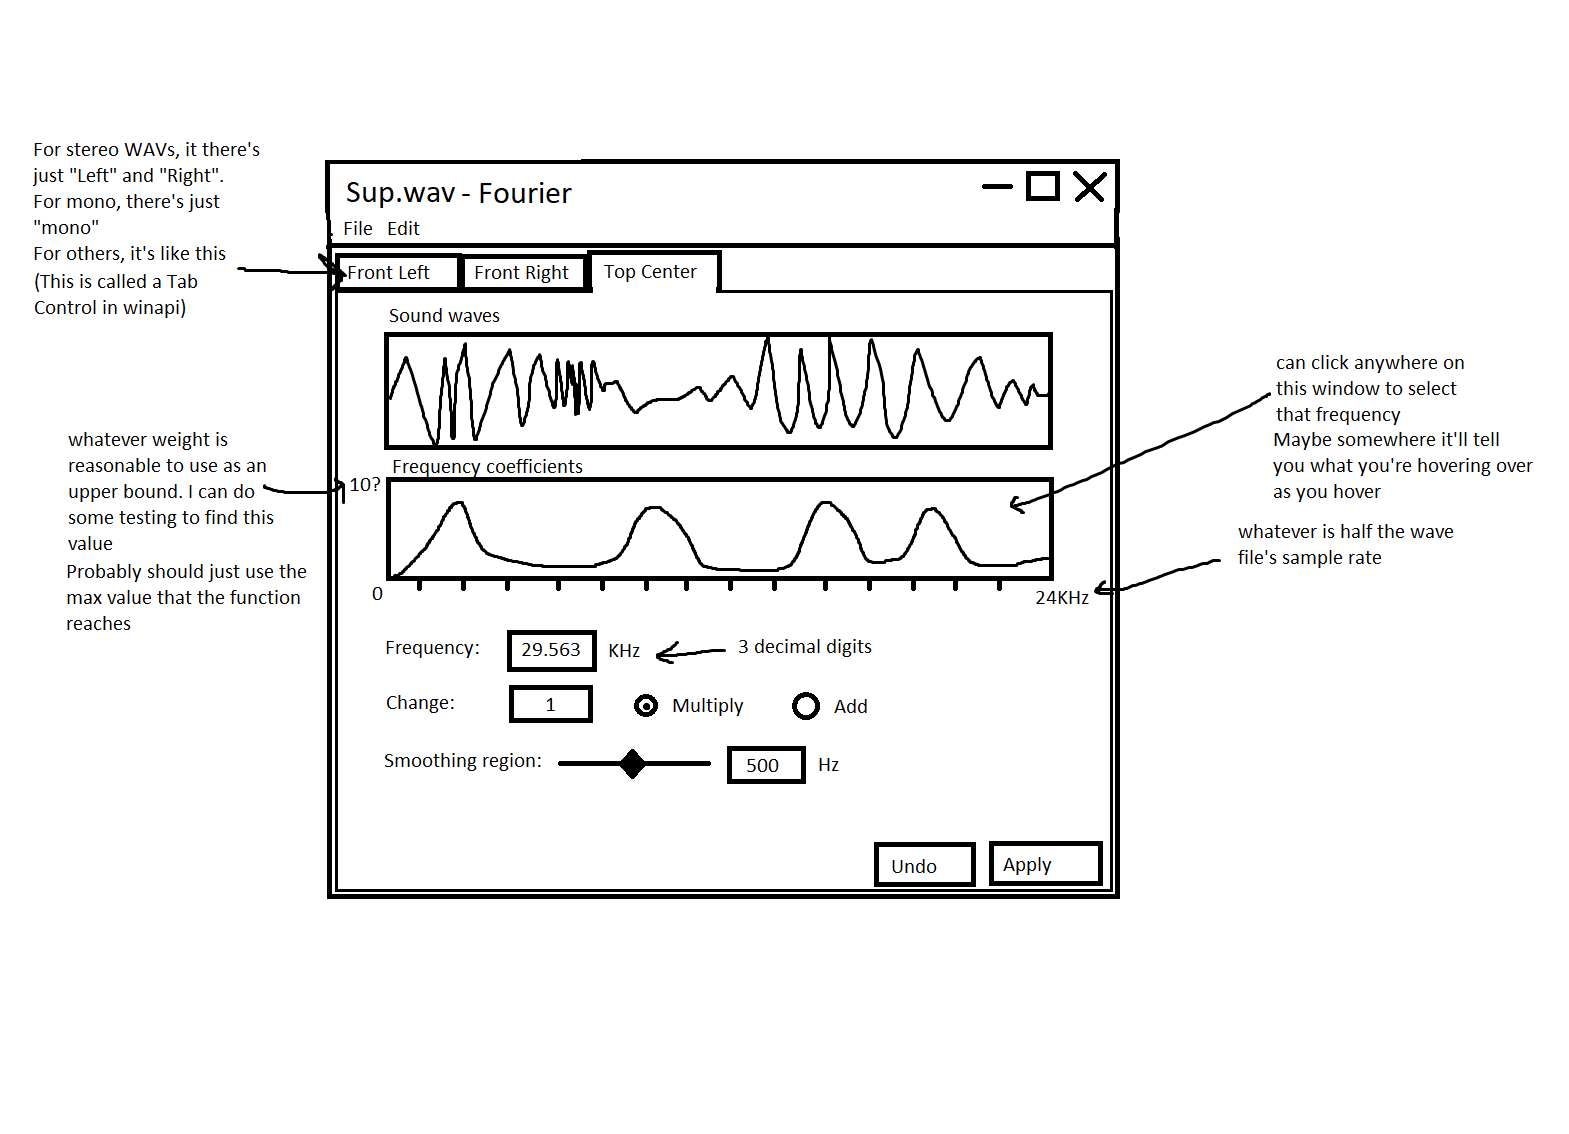 For stereo WAVs, it there's
just "Left" and "Right".
For mono, there's just
"mono"
For others, it's like this
(This is called a Tab
Control in winapi)
whatever weight is
reasonable to use as an
upper bound. I can do
some testing to find this
value
Probably should just use the
max value that the function
reaches
Sup.wav - Fourier
File Edit
Front Left Front Right Top Center
Sound waves
Frequency coefficients
10?
0
24KHz
Frequency: 29.563 KHz 3 decimal digits
Change: 1 Multiply Add
Smoothing region: 500 Hz
Undo Apply
can click anywhere on
this window to select
that frequency
Maybe somewhere it'll tell
you what you're hovering over
as you hover
whatever is half the wave
file's sample rate